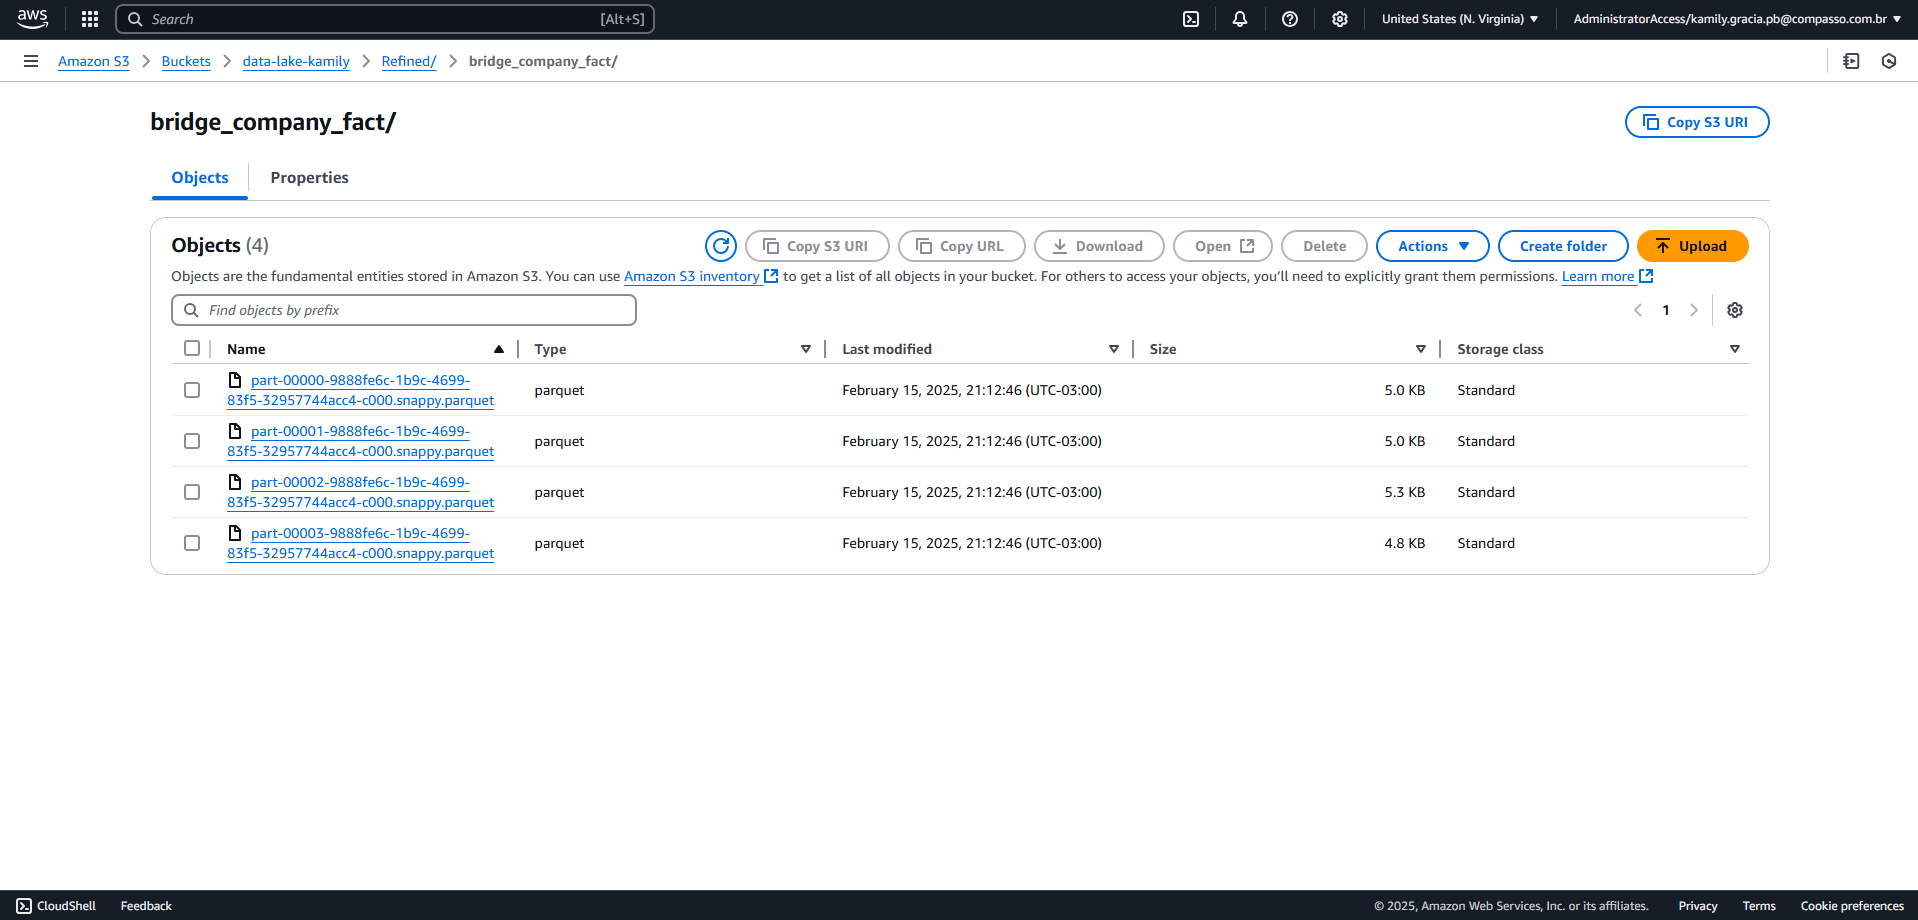 aws
Search [Alt+S]
United States (N. Virginia)
AdministratorAccess/kamily.gracia.pb@compasso.com.br
Amazon S3
Buckets
data-lake-kamily
Refined/
bridge_company_fact/
bridge_company_fact/
Copy S3 URI
Objects
Properties
Objects (4)
Copy S3 URI
Copy URL
Download
Open
Delete
Actions
Create folder
Upload
Objects are the fundamental entities stored in Amazon S3. You can use Amazon S3 inventory to get a list of all objects in your bucket. For others to access your objects, you’ll need to explicitly grant them permissions. Learn more
Find objects by prefix
1
Name Type Last modified Size Storage class
part-00000-9888fe6c-1b9c-4699-
83f5-32957744acc4-c000.snappy.parquet
parquet February 15, 2025, 21:12:46 (UTC-03:00) 5.0 KB Standard
part-00001-9888fe6c-1b9c-4699-
83f5-32957744acc4-c000.snappy.parquet
parquet February 15, 2025, 21:12:46 (UTC-03:00) 5.0 KB Standard
part-00002-9888fe6c-1b9c-4699-
83f5-32957744acc4-c000.snappy.parquet
parquet February 15, 2025, 21:12:46 (UTC-03:00) 5.3 KB Standard
part-00003-9888fe6c-1b9c-4699-
83f5-32957744acc4-c000.snappy.parquet
parquet February 15, 2025, 21:12:46 (UTC-03:00) 4.8 KB Standard
CloudShell Feedback © 2025, Amazon Web Services, Inc. or its affiliates. Privacy Terms Cookie preferences